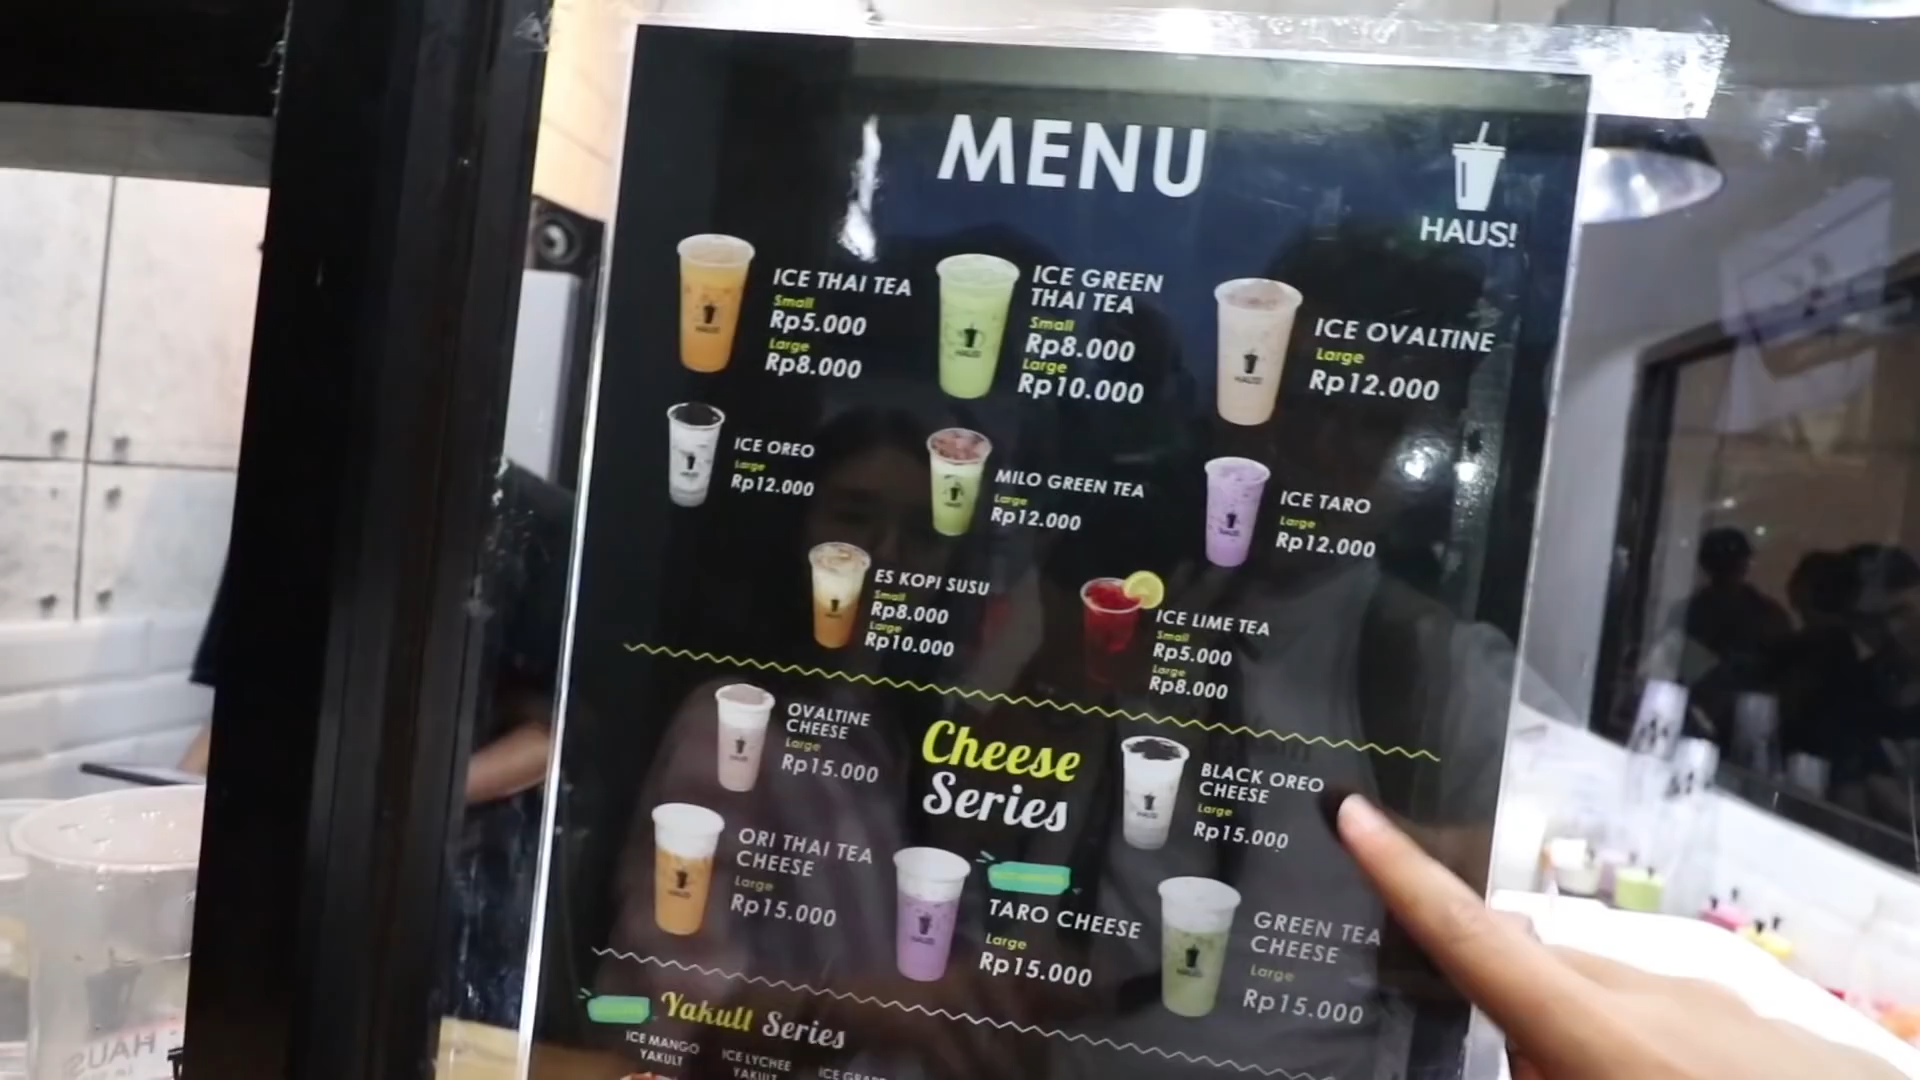 MENU
HAUS!
ICE THAI TEA
Small
Rp5.000
Large
Rp8.000
ICE GREEN
THAI TEA
Small
Rp8.000
Large
Rp10.000
ICE OVALTINE
Large
Rp12.000
ICE OREO
Large
Rp12.000
MILO GREEN TEA
Large
Rp12.000
ICE TARO
Large
Rp12.000
ES KOPI SUSU
Small
Rp8.000
Large
Rp10.000
ICE LIME TEA
Small
Rp5.000
Large
Rp8.000
Cheese
Series
OVALTINE
CHEESE
Large
Rp15.000
BLACK OREO
CHEESE
Large
Rp15.000
ORI THAI TEA
CHEESE
Large
Rp15.000
TARO CHEESE
Large
Rp15.000
GREEN TEA
CHEESE
Large
Rp15.000
Yakult Series
ICE MANGO
YAKULT
ICE LYCHEE
YAKULT
ICE
HAUS